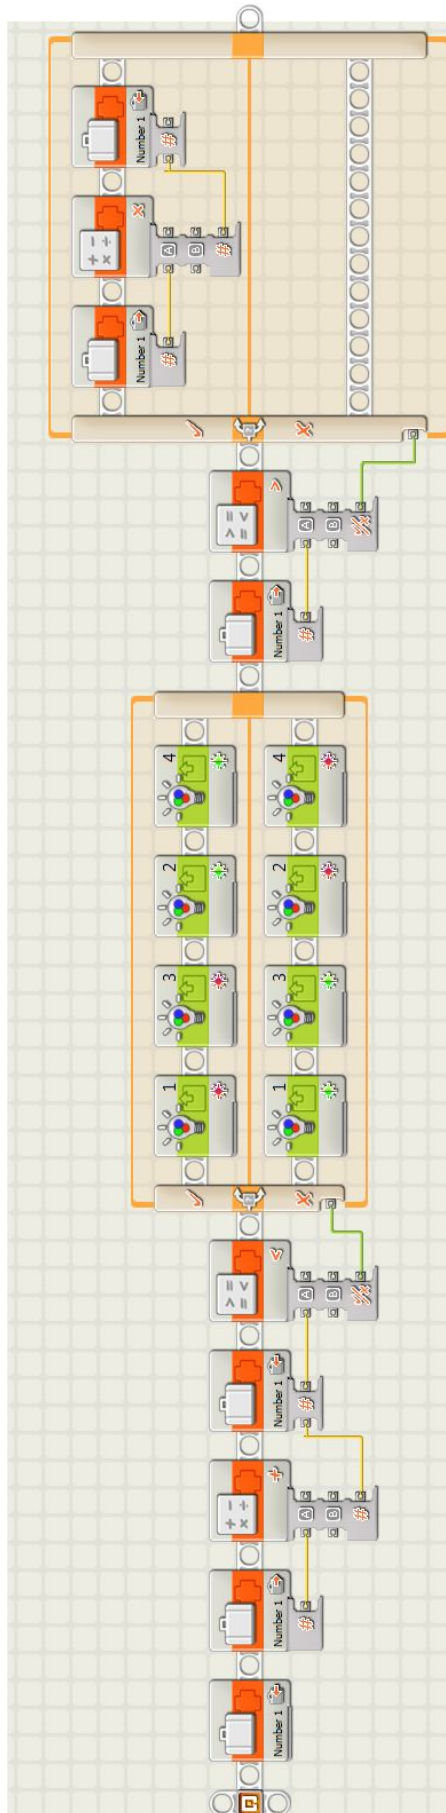 Number 1
Number 1
#
+ −
× ÷
+
A
B
#
Number 1
#
< = >
<
A
B
1 3 2 4
1 3 2 4
Number 1
#
< = >
>
A
B
Number 1
#
+ −
× ÷
×
A
B
#
Number 1
#